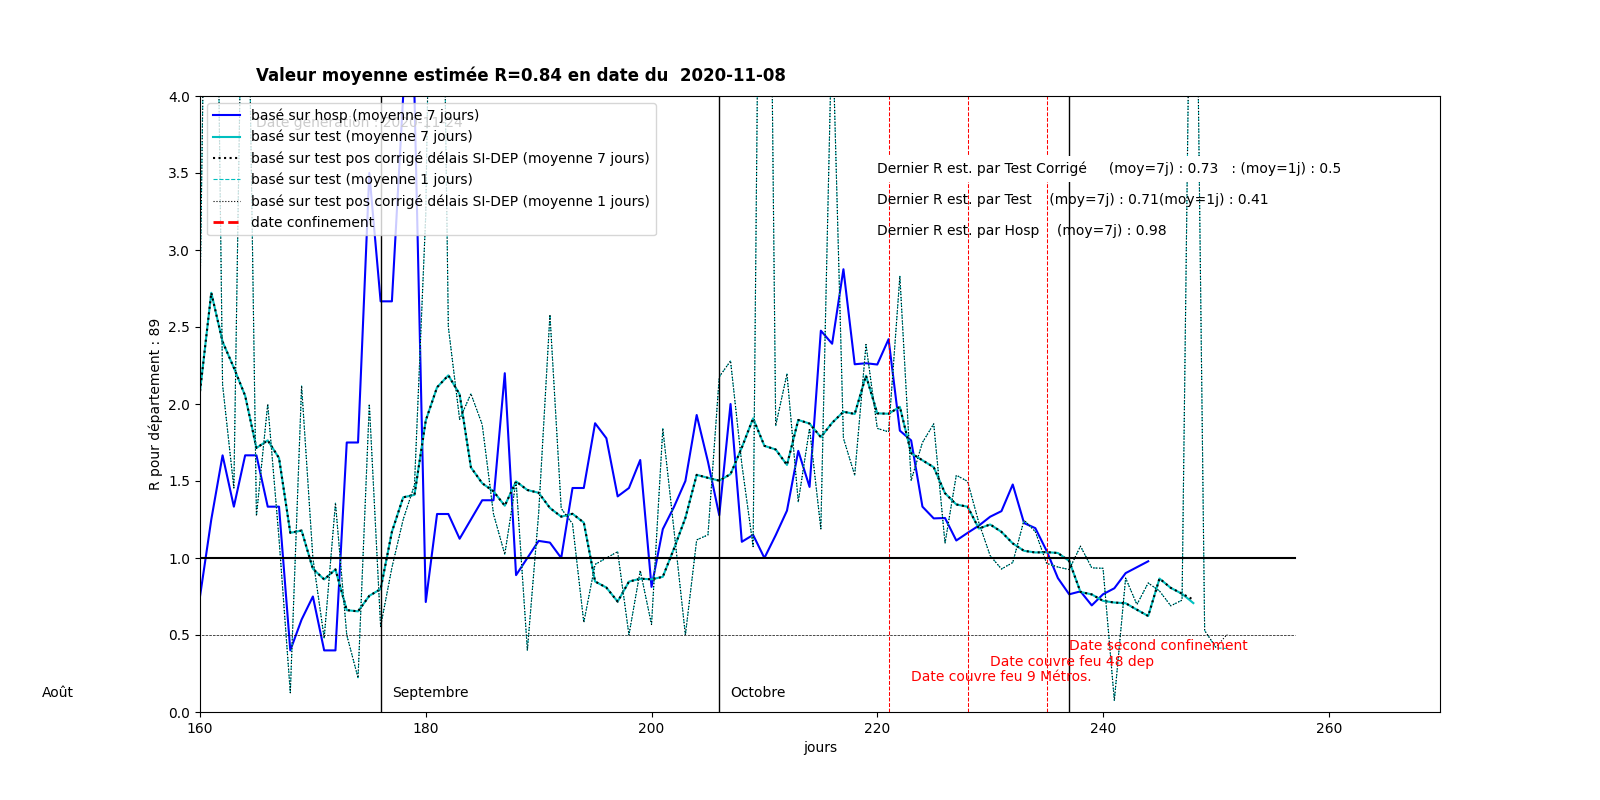 Valeur moyenne estimée R=0.84 en date du  2020-11-08
Date génération : 2020-11-24
basé sur hosp (moyenne 7 jours)
basé sur test (moyenne 7 jours)
basé sur test pos corrigé délais SI-DEP (moyenne 7 jours)
basé sur test (moyenne 1 jours)
basé sur test pos corrigé délais SI-DEP (moyenne 1 jours)
date confinement
Dernier R est. par Test Corrigé     (moy=7j) : 0.73   : (moy=1j) : 0.5
Dernier R est. par Test    (moy=7j) : 0.71(moy=1j) : 0.41
Dernier R est. par Hosp    (moy=7j) : 0.98
4.0
3.5
3.0
2.5
2.0
1.5
1.0
0.5
0.0
R pour département : 89
Date second confinement
Date couvre feu 48 dep
Date couvre feu 9 Métros.
Août
Septembre
Octobre
160 180 200 220 240 260
jours